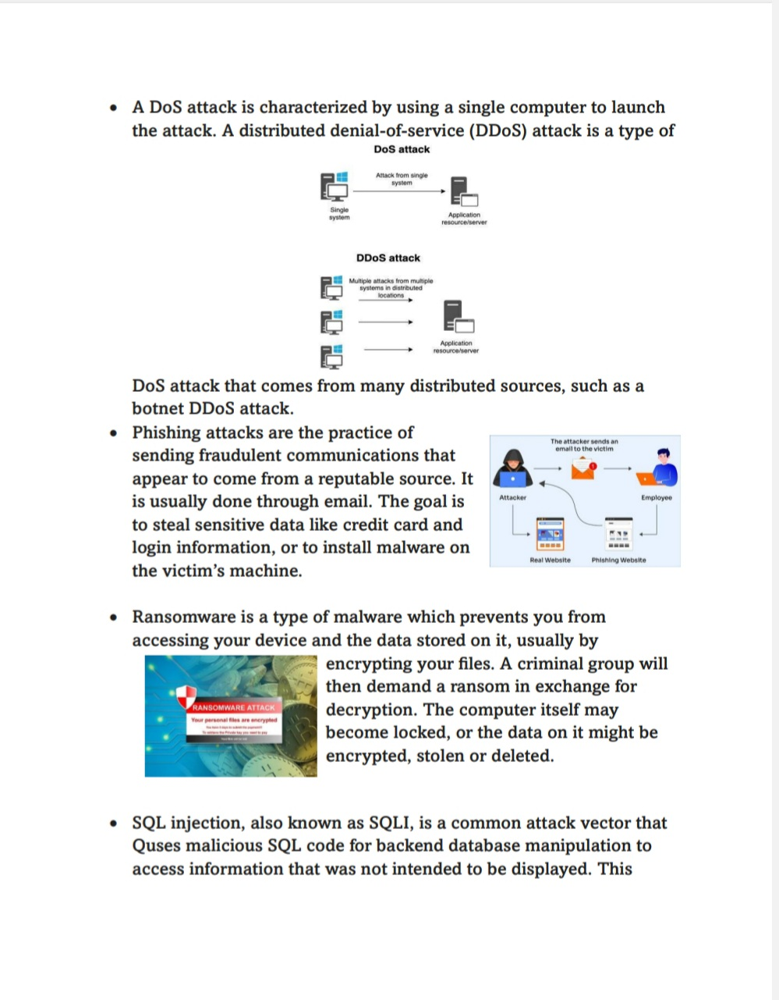 • A DoS attack is characterized by using a single computer to launch
the attack. A distributed denial-of-service (DDoS) attack is a type of
DoS attack
Attack from single
system
Single
system
Application
resource/server
DDoS attack
Multiple attacks from multiple
systems in distributed
locations
Application
resource/server
DoS attack that comes from many distributed sources, such as a
botnet DDoS attack.
• Phishing attacks are the practice of
sending fraudulent communications that
appear to come from a reputable source. It
is usually done through email. The goal is
to steal sensitive data like credit card and
login information, or to install malware on
the victim's machine.
The attacker sends an
email to the victim
Attacker
Employee
Real Website
Phishing Website
• Ransomware is a type of malware which prevents you from
accessing your device and the data stored on it, usually by
encrypting your files. A criminal group will
then demand a ransom in exchange for
decryption. The computer itself may
become locked, or the data on it might be
encrypted, stolen or deleted.
RANSOMWARE ATTACK
Your personal files are encrypted
• SQL injection, also known as SQLI, is a common attack vector that
Quses malicious SQL code for backend database manipulation to
access information that was not intended to be displayed. This